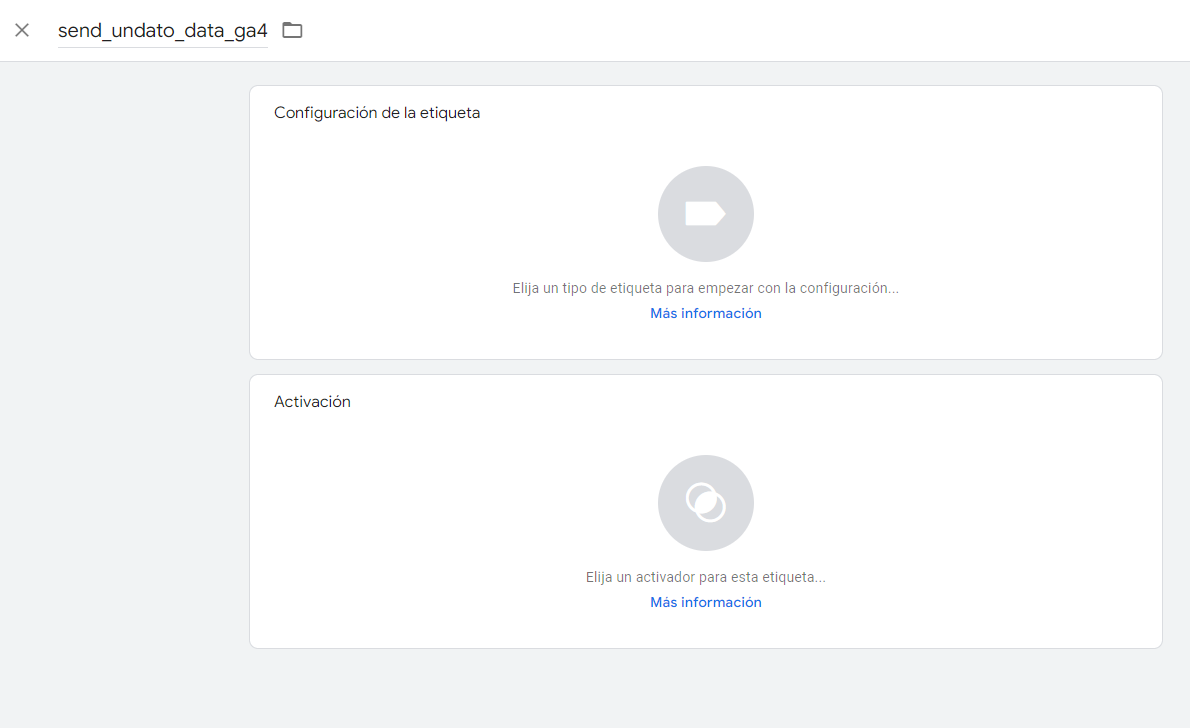 send_undato_data_ga4
Configuración de la etiqueta
Elija un tipo de etiqueta para empezar con la configuración...
Más información
Activación
Elija un activador para esta etiqueta...
Más información